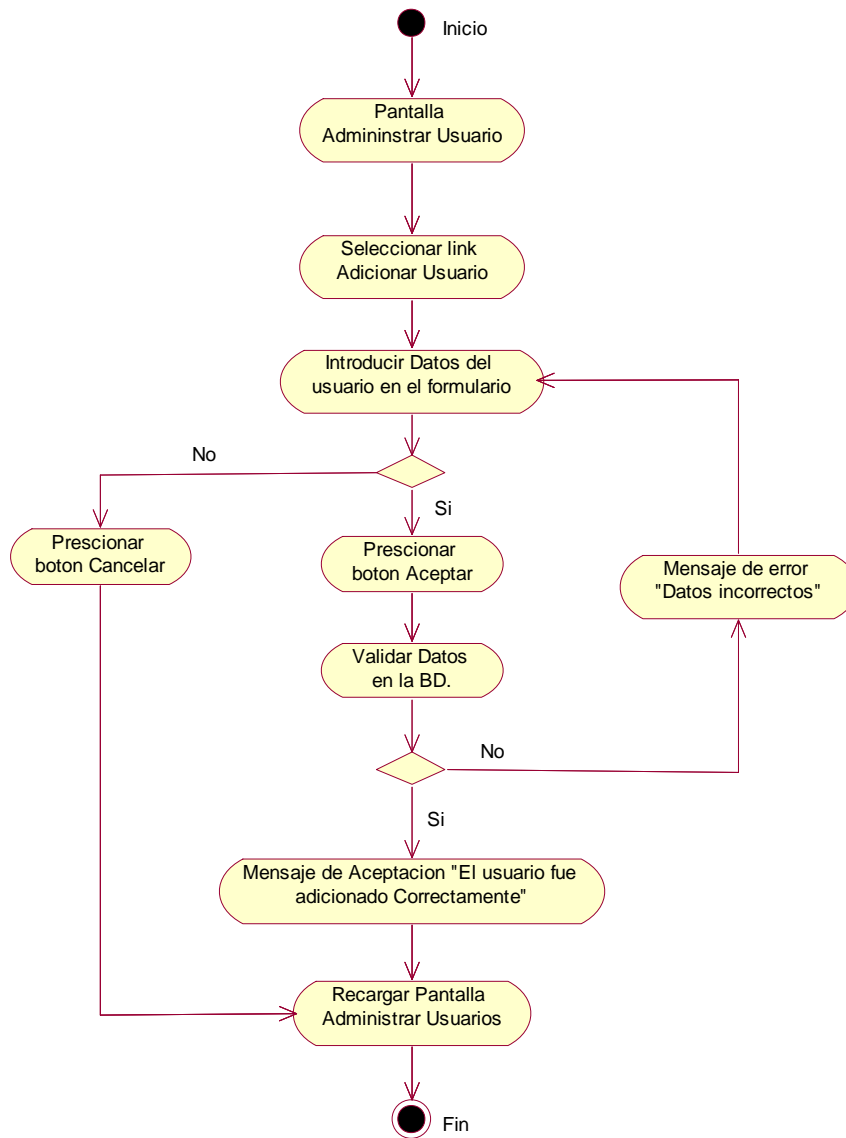 Inicio
Pantalla
Admininstrar Usuario
Seleccionar link
Adicionar Usuario
Introducir Datos del
usuario en el formulario
No
Si
Prescionar
boton Cancelar
Prescionar
boton Aceptar
Mensaje de error
"Datos incorrectos"
Validar Datos
en la BD.
No
Si
Mensaje de Aceptacion "El usuario fue
adicionado Correctamente"
Recargar Pantalla
Administrar Usuarios
Fin